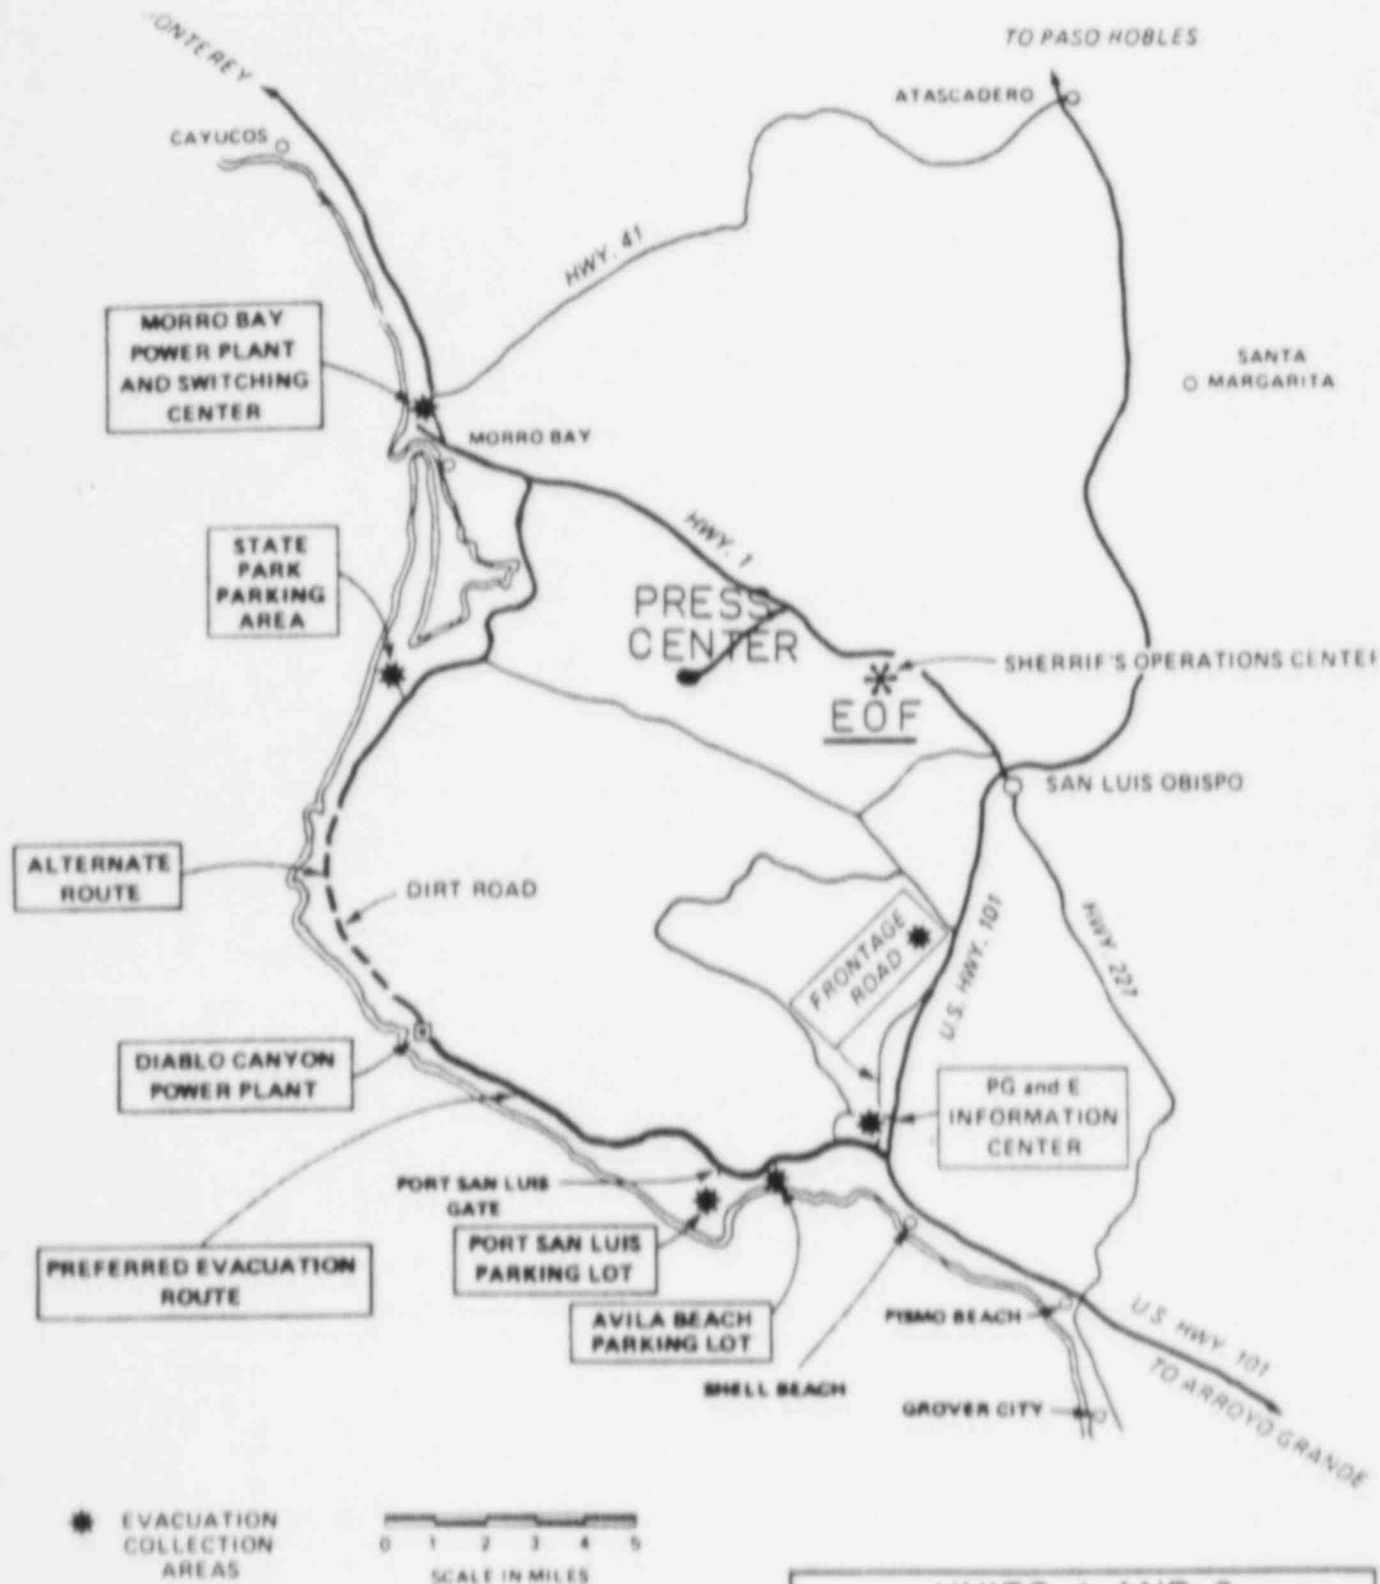 TO PASO HOBLES
ATASCADERO
CAYUCOS
HWY. 41
MORRO BAY
POWER PLANT
AND SWITCHING
CENTER
SANTA
MARGARITA
MORRO BAY
HWY. 1
STATE
PARK
PARKING
AREA
PRESS
CENTER
SHERRIF'S OPERATIONS CENTER
EOF
SAN LUIS OBISPO
ALTERNATE
ROUTE
DIRT ROAD
FRONTAGE
ROAD
U.S. HWY. 101
HWY. 227
DIABLO CANYON
POWER PLANT
PG and E
INFORMATION
CENTER
PORT SAN LUIS
GATE
PORT SAN LUIS
PARKING LOT
PREFERRED EVACUATION
ROUTE
AVILA BEACH
PARKING LOT
PISMO BEACH
SHELL BEACH
GROVER CITY
U.S. HWY. 101
TO ARROYO GRANDE
EVACUATION
COLLECTION
AREAS
0 1 2 3 4 5
SCALE IN MILES